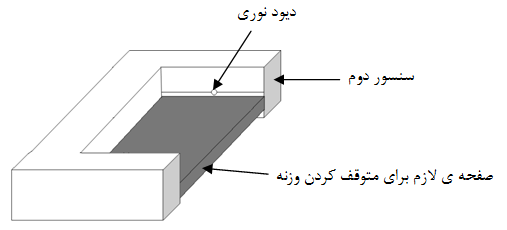 دیود نوری
سنسور دوم
صفحه ی لازم برای متوقف کردن وزنه